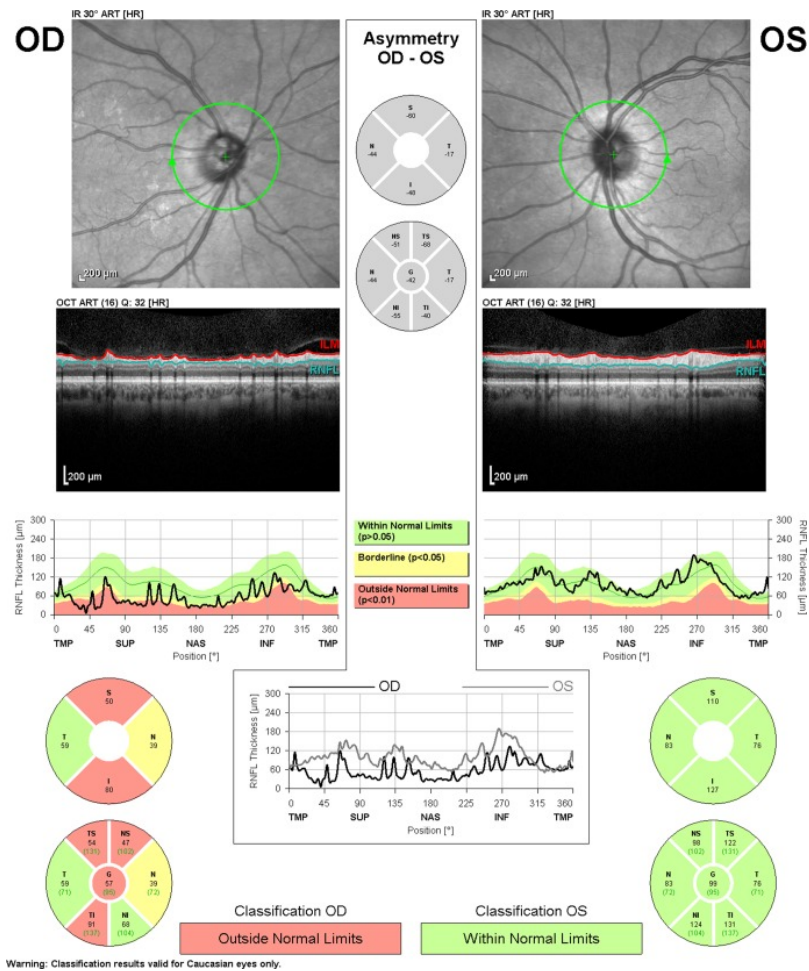 IR 30° ART [HR]
IR 30° ART [HR]
OD
OS
Asymmetry
OD - OS
S
-60
N
-44
T
-17
I
-46
NS
-51
TS
-68
N
-44
G
-42
T
-17
NI
-55
TI
-40
200 µm
200 µm
OCT ART (16) Q: 32 [HR]
OCT ART (16) Q: 32 [HR]
ILM
RNFL
200 µm
ILM
RNFL
200 µm
RNFL Thickness [µm]
300
240
180
120
60
0
0 45 90 135 180 225 270 315 360
TMP SUP NAS INF TMP
Position [°]
Within Normal Limits
(p>0.05)
Borderline (p<0.05)
Outside Normal Limits
(p<0.01)
300
240
180
120
60
0
RNFL Thickness [µm]
0 45 90 135 180 225 270 315 360
TMP SUP NAS INF TMP
Position [°]
OD OS
RNFL Thickness [µm]
300
240
180
120
60
0
0 45 90 135 180 225 270 315 360
TMP SUP NAS INF TMP
Position [°]
S
50
T
59
N
39
I
80
S
110
N
83
T
76
I
127
TS
54
(131)
NS
47
(102)
T
59
(71)
G
57
(95)
N
39
(72)
TI
91
(137)
NI
68
(104)
NS
98
(102)
TS
122
(131)
N
83
(72)
G
99
(95)
T
76
(71)
NI
124
(104)
TI
131
(137)
Classification OD
Outside Normal Limits
Classification OS
Within Normal Limits
Warning: Classification results valid for Caucasian eyes only.